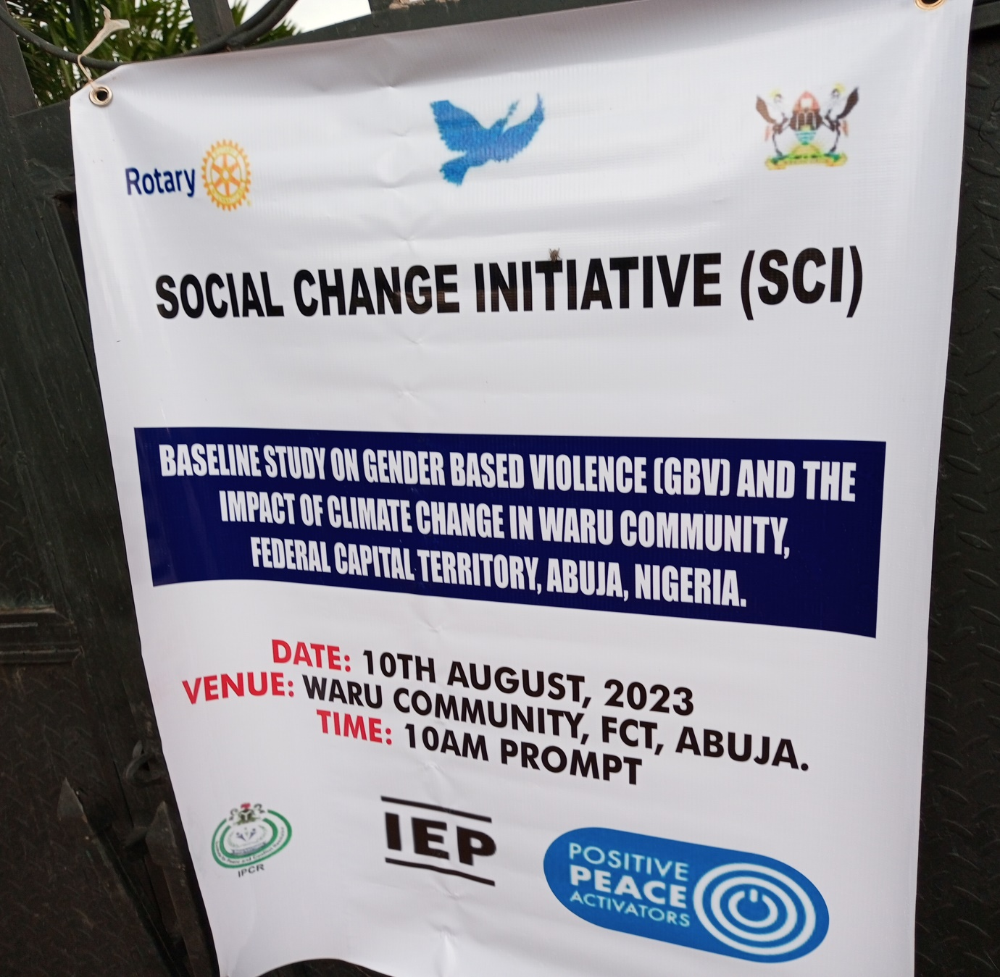 Rotary
SOCIAL CHANGE INITIATIVE (SCI)
BASELINE STUDY ON GENDER BASED VIOLENCE (GBV) AND THE
IMPACT OF CLIMATE CHANGE IN WARU COMMUNITY,
FEDERAL CAPITAL TERRITORY, ABUJA, NIGERIA.
DATE: 10TH AUGUST, 2023
VENUE: WARU COMMUNITY, FCT, ABUJA.
TIME: 10AM PROMPT
IPCR
IEP
POSITIVE
PEACE
ACTIVATORS